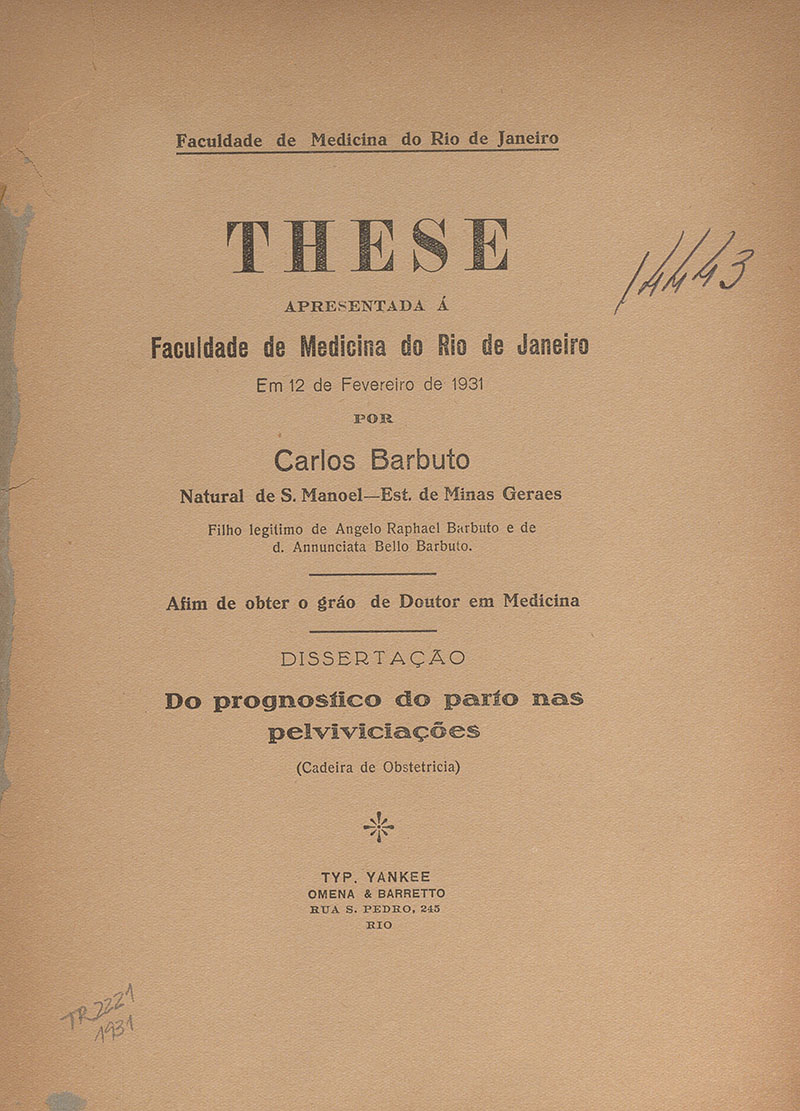 Faculdade de Medicina do Rio de Janeiro
THESE
14443
APRESENTADA Á
Faculdade de Medicina do Rio de Janeiro
Em 12 de Fevereiro de 1931
POR
Carlos Barbuto
Natural de S. Manoel—Est. de Minas Geraes
Filho legitimo de Angelo Raphael Barbuto e de
d. Annunciata Bello Barbuto.
Afim de obter o gráo de Doutor em Medicina
DISSERTAÇÃO
Do prognostico do parto nas
pelviviciações
(Cadeira de Obstetricia)
TYP. YANKEE
OMENA & BARRETTO
RUA S. PEDRO, 245
RIO
TR2221
1931